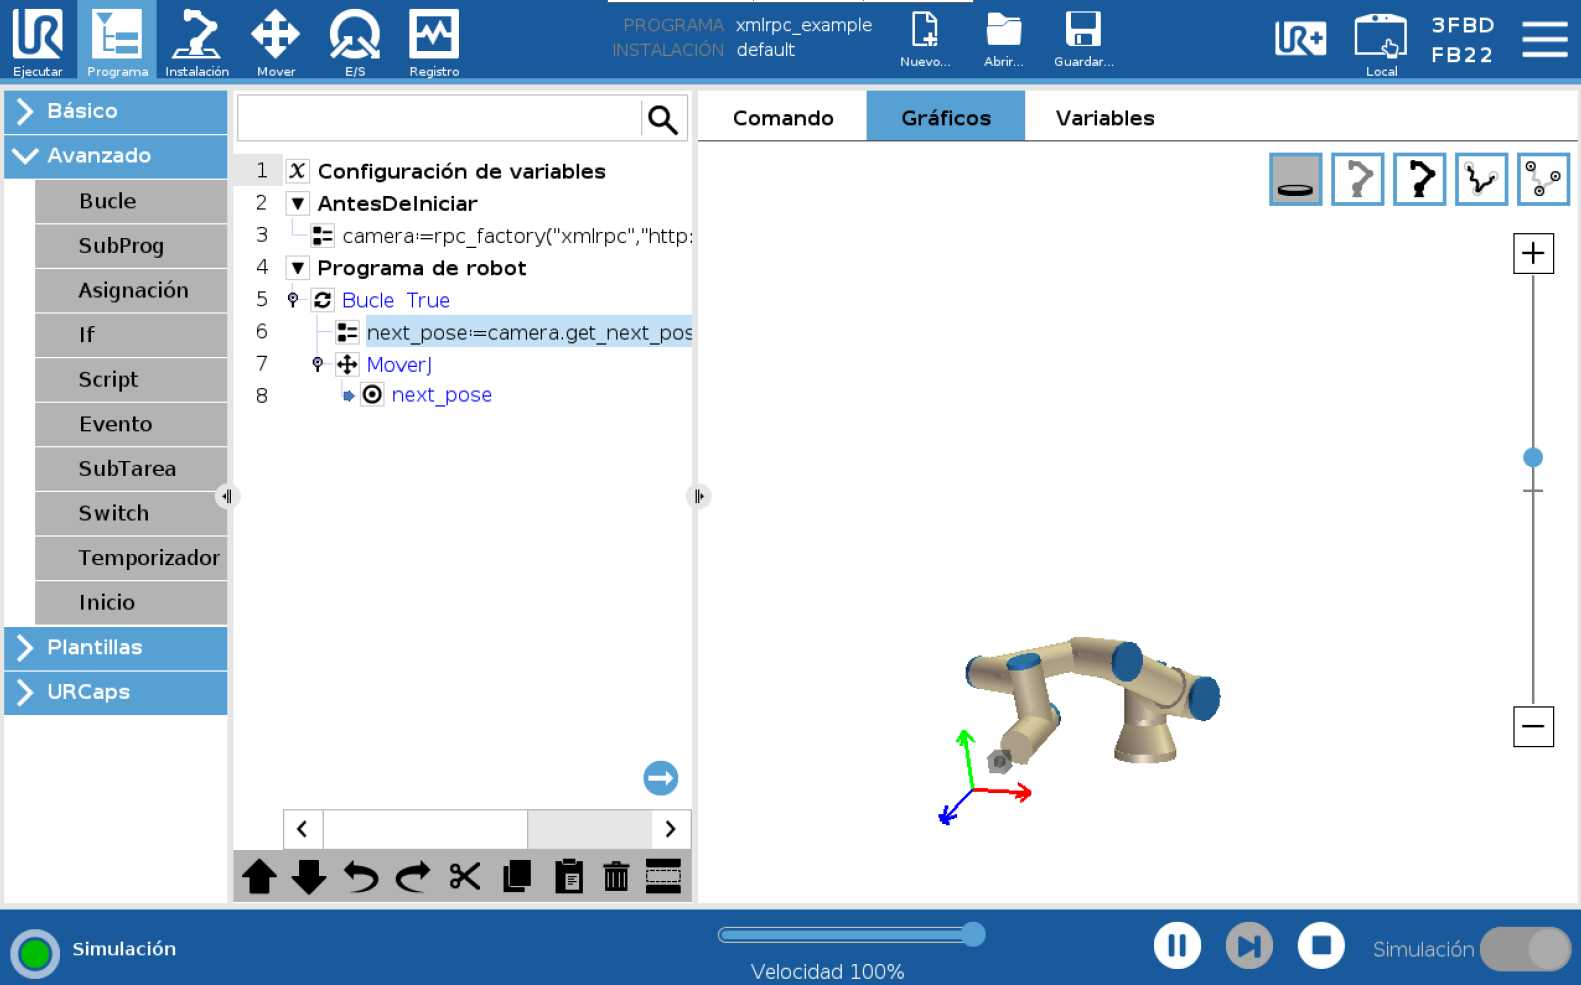 PROGRAMA xmlrpc_example
INSTALACIÓN default
Ejecutar
Programa
Instalación
Mover
E/S
Registro
Nuevo...
Abrir...
Guardar...
UR+
Local
3FBD
FB22
Básico
Avanzado
Bucle
SubProg
Asignación
If
Script
Evento
SubTarea
Switch
Temporizador
Inicio
Plantillas
URCaps
1 X Configuración de variables
2 AntesDeIniciar
3 camera:=rpc_factory("xmlrpc","http:
4 Programa de robot
5 Bucle True
6 next_pose:=camera.get_next_pos
7 MoverJ
8 next_pose
Comando
Gráficos
Variables
Simulación
Velocidad 100%
Simulación